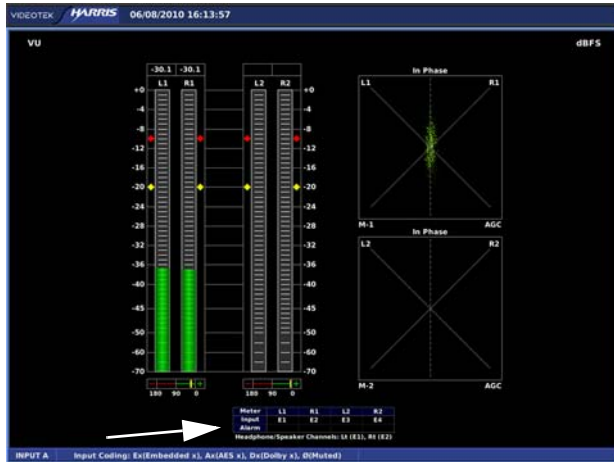 VIDEOTEK HARRIS 06/08/2010 16:13:57
VU dBFS
-30.1 -30.1
L1 R1 L2 R2
+0 +0
-4 -4
-8 -8
-12 -12
-16 -16
-20 -20
-24 -24
-28 -28
-32 -32
-36 -36
-40 -40
-45 -45
-50 -50
-60 -60
-70 -70
- + - +
180 90 0 180 90 0
In Phase
L1 R1
M-1 AGC
In Phase
L2 R2
M-2 AGC
Meter L1 R1 L2 R2
Input E1 E2 E3 E4
Alarm
Headphone/Speaker Channels: Lt (E1), Rt (E2)
INPUT A Input Coding: Ex(Embedded x), Ax(AES x), Dx(Dolby x), Ø(Muted)